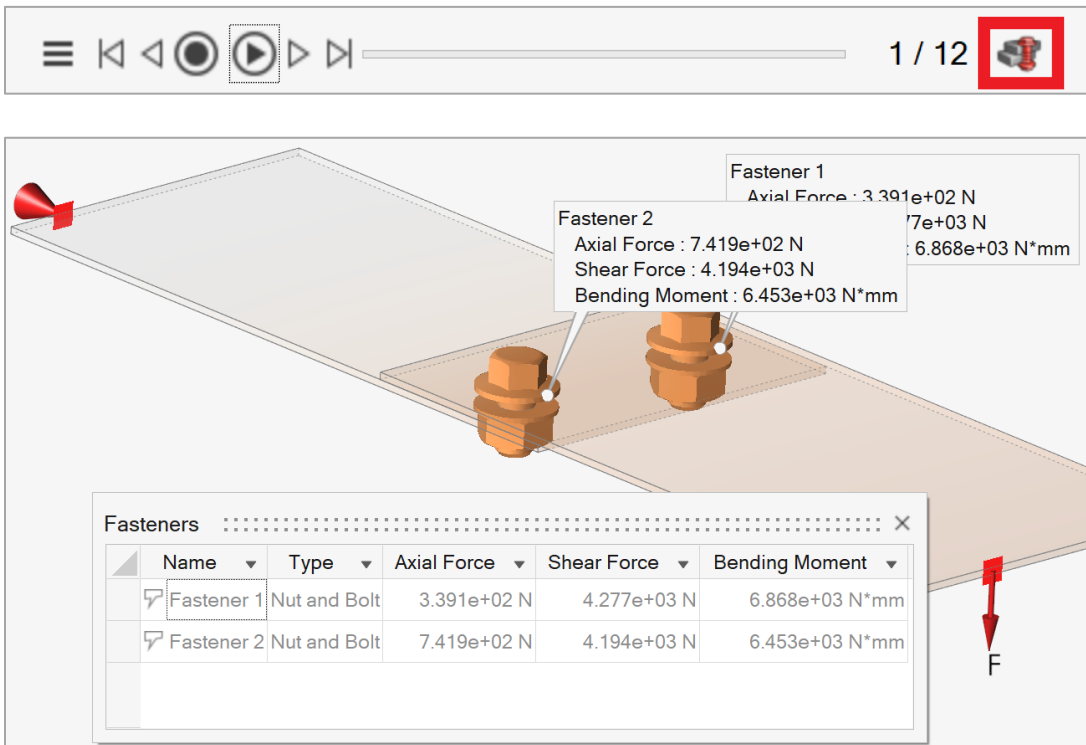 1 / 12
Fastener 1
Axial Force : 3.391e+02 N
77e+03 N
: 6.868e+03 N*mm
Fastener 2
Axial Force : 7.419e+02 N
Shear Force : 4.194e+03 N
Bending Moment : 6.453e+03 N*mm
Fasteners
Name Type Axial Force Shear Force Bending Moment
Fastener 1 Nut and Bolt 3.391e+02 N 4.277e+03 N 6.868e+03 N*mm
Fastener 2 Nut and Bolt 7.419e+02 N 4.194e+03 N 6.453e+03 N*mm
F